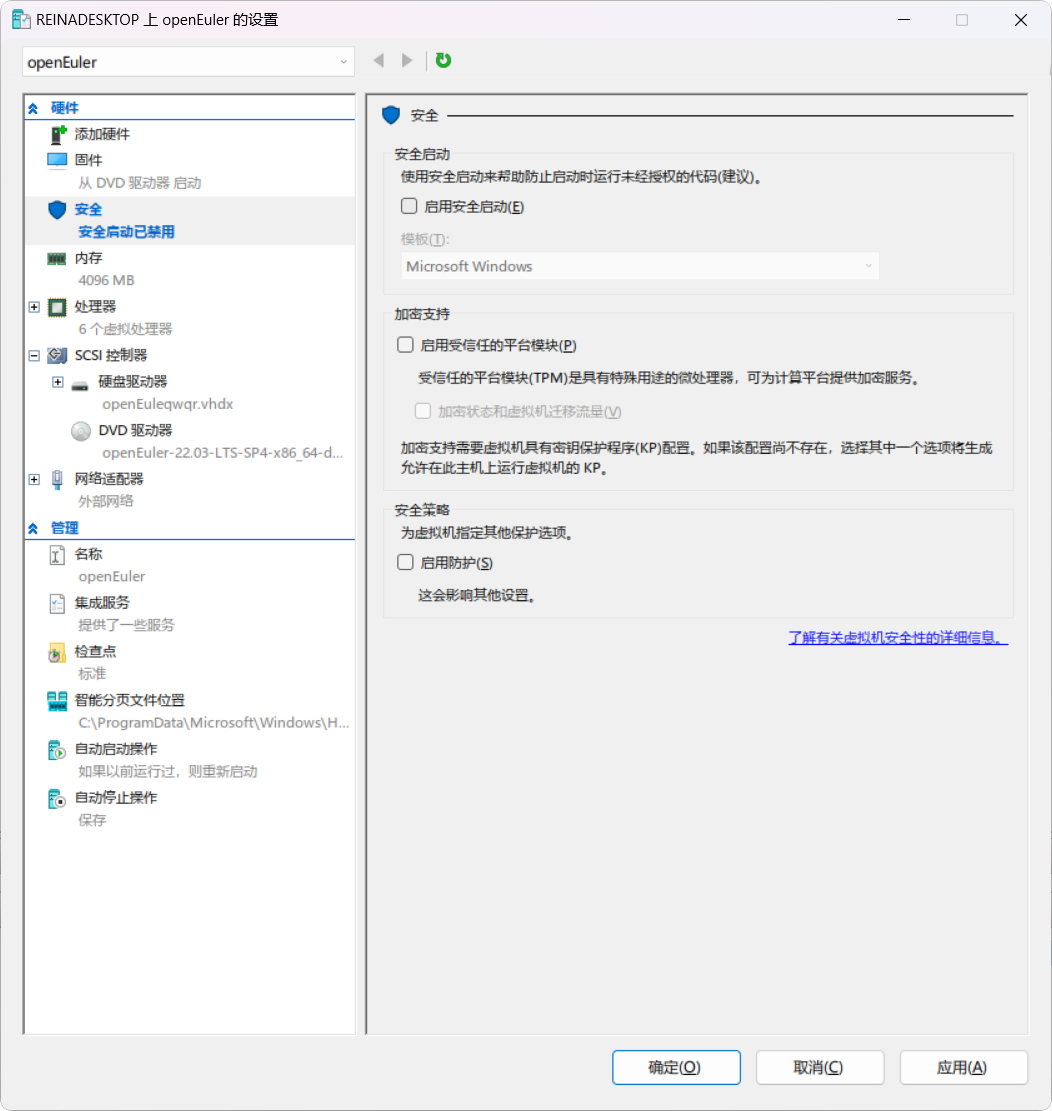 REINADESKTOP 上 openEuler 的设置
openEuler
硬件
添加硬件
固件
从 DVD 驱动器 启动
安全
安全启动已禁用
内存
4096 MB
处理器
6 个虚拟处理器
SCSI 控制器
硬盘驱动器
openEuleqwqr.vhdx
DVD 驱动器
openEuler-22.03-LTS-SP4-x86_64-d...
网络适配器
外部网络
管理
名称
openEuler
集成服务
提供了一些服务
检查点
标准
智能分页文件位置
C:\ProgramData\Microsoft\Windows\H...
自动启动操作
如果以前运行过，则重新启动
自动停止操作
保存
安全
安全启动
使用安全启动来帮助防止启动时运行未经授权的代码(建议)。
启用安全启动(E)
模板(T):
Microsoft Windows
加密支持
启用受信任的平台模块(P)
受信任的平台模块(TPM)是具有特殊用途的微处理器，可为计算平台提供加密服务。
加密状态和虚拟机迁移流量(V)
加密支持需要虚拟机具有密钥保护程序(KP)配置。如果该配置尚不存在，选择其中一个选项将生成
允许在此主机上运行虚拟机的 KP。
安全策略
为虚拟机指定其他保护选项。
启用防护(S)
这会影响其他设置。
了解有关虚拟机安全性的详细信息。
确定(O)
取消(C)
应用(A)